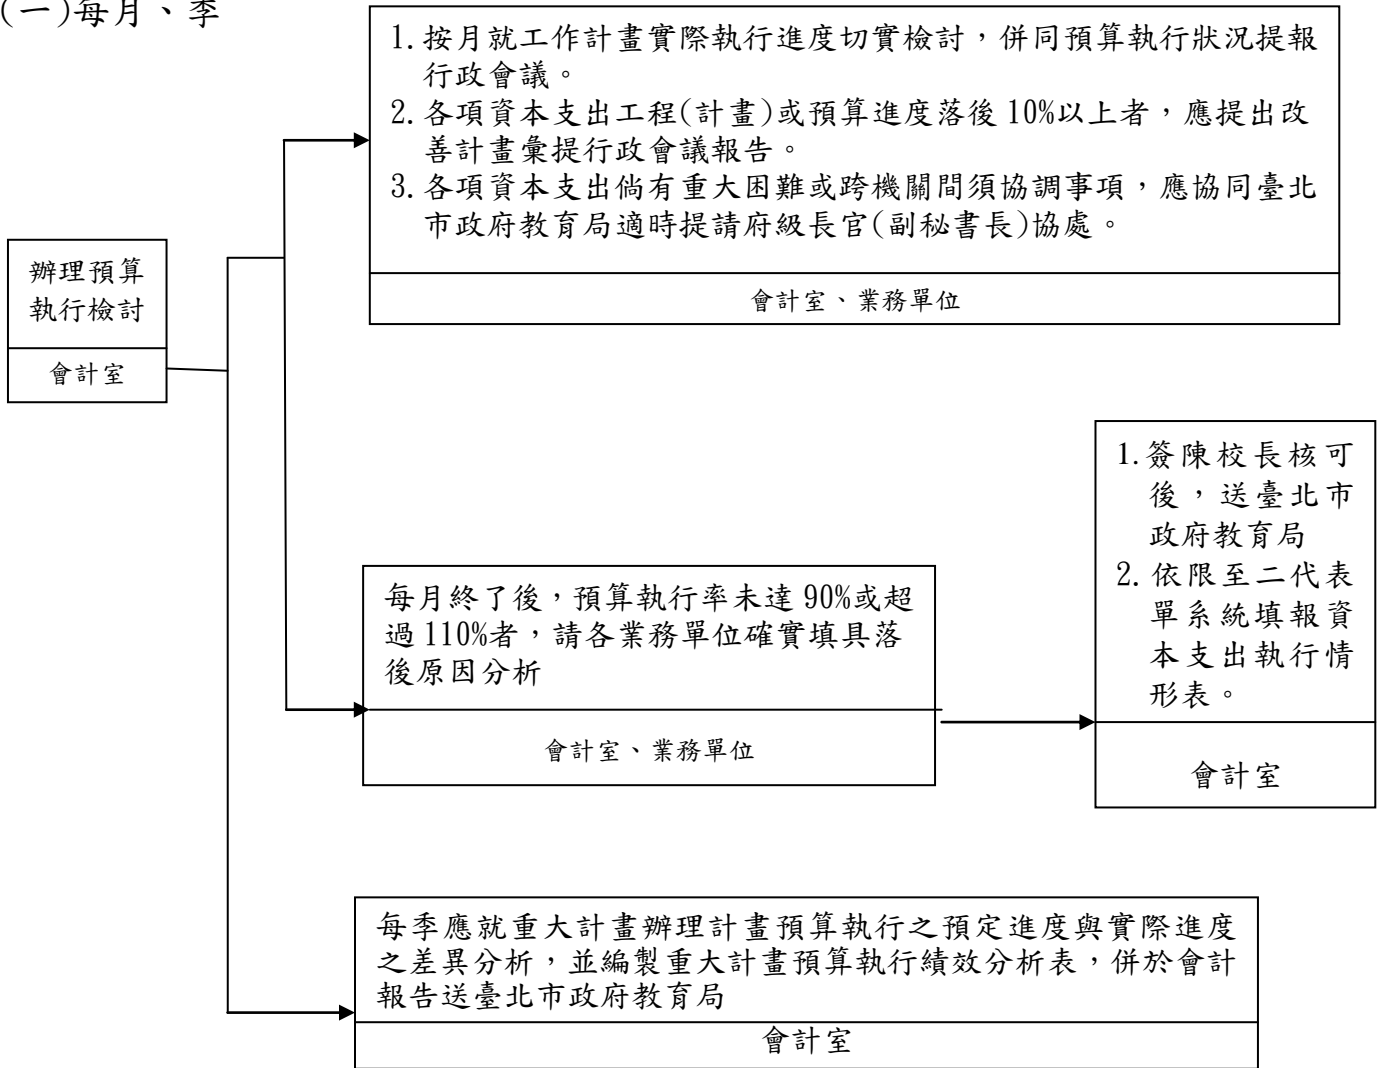 (一)每月、季
1.按月就工作計畫實際執行進度切實檢討，併同預算執行狀況提報
行政會議。
2.各項資本支出工程(計畫)或預算進度落後 10%以上者，應提出改
善計畫彙提行政會議報告。
3.各項資本支出倘有重大困難或跨機關間須協調事項，應協同臺北
市政府教育局適時提請府級長官(副秘書長)協處。
會計室、業務單位
辦理預算
執行檢討
會計室
1.簽陳校長核可
後，送臺北市
政府教育局
2.依限至二代表
單系統填報資
本支出執行情
形表。
會計室
每月終了後，預算執行率未達 90%或超
過 110%者，請各業務單位確實填具落
後原因分析
會計室、業務單位
每季應就重大計畫辦理計畫預算執行之預定進度與實際進度
之差異分析，並編製重大計畫預算執行績效分析表，併於會計
報告送臺北市政府教育局
會計室